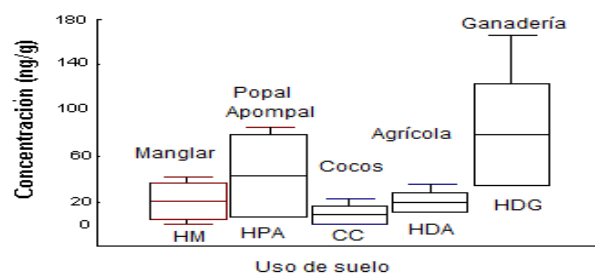 Concentración (ng/g)
180
140
100
60
20
0
Manglar
Popal
Apompal
Cocos
Agrícola
Ganadería
HM
HPA
CC
HDA
HDG
Uso de suelo